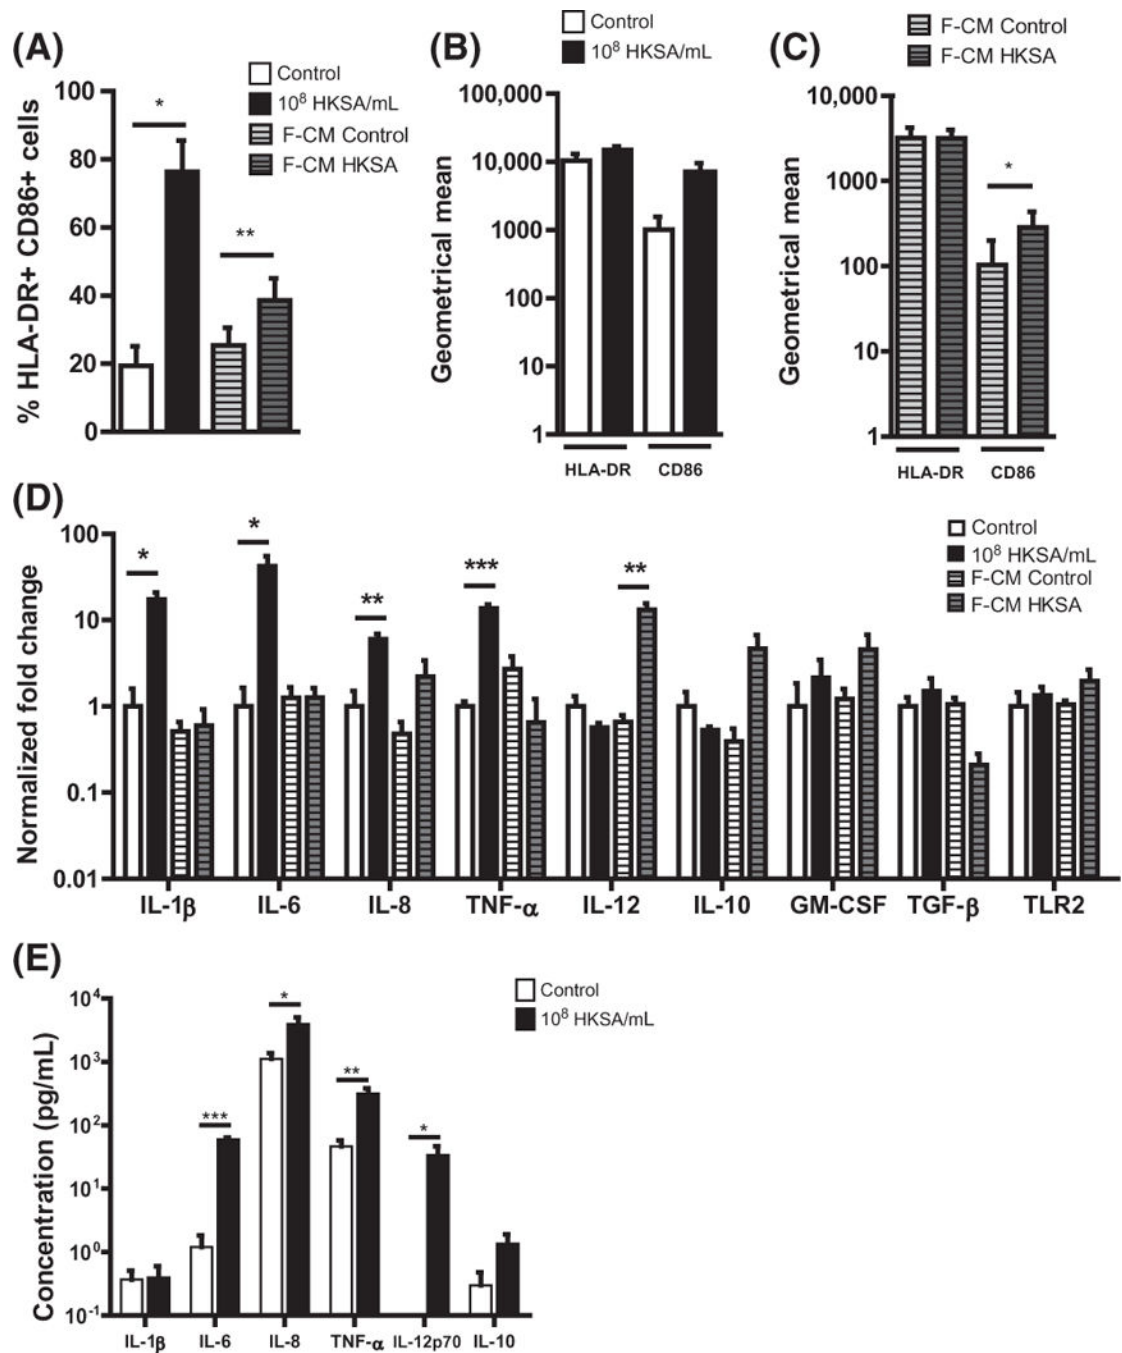 (A)
Control
10⁸ HKSA/mL
F-CM Control
F-CM HKSA
% HLA-DR+ CD86+ cells
100
80
60
40
20
0
*
**
(B)
Control
10⁸ HKSA/mL
Geometrical mean
100,000
10,000
1000
100
10
1
HLA-DR CD86
(C)
F-CM Control
F-CM HKSA
Geometrical mean
10,000
1000
100
10
1
*
HLA-DR CD86
(D)
Control
10⁸ HKSA/mL
F-CM Control
F-CM HKSA
Normalized fold change
100
10
1
0.1
0.01
* * ** *** **
IL-1β IL-6 IL-8 TNF-α IL-12 IL-10 GM-CSF TGF-β TLR2
(E)
Control
10⁸ HKSA/mL
Concentration (pg/mL)
10⁴
10³
10²
10¹
10⁰
10⁻¹
*** * ** *
IL-1β IL-6 IL-8 TNF-α IL-12p70 IL-10